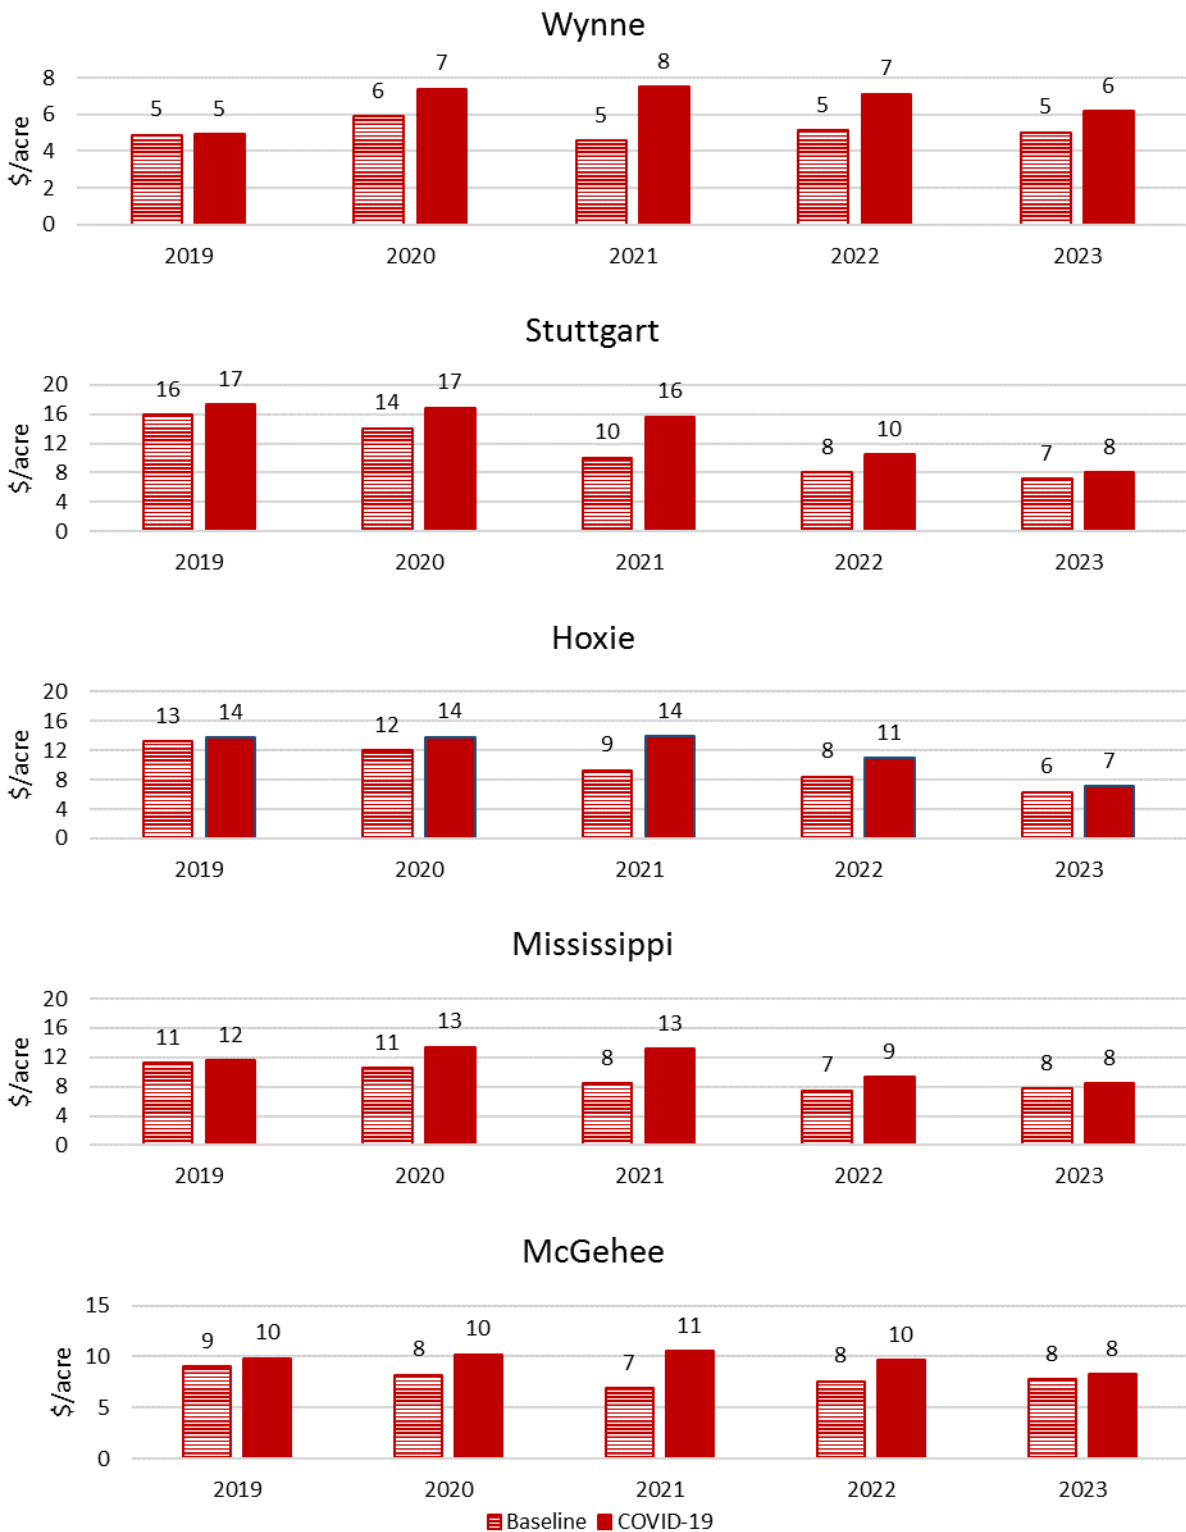 Wynne
$/acre
8
6
4
2
0
5 5 6 7 5 8 5 7 5 6
2019 2020 2021 2022 2023
Stuttgart
$/acre
20
16
12
8
4
0
16 17 14 17 10 16 8 10 7 8
2019 2020 2021 2022 2023
Hoxie
$/acre
20
16
12
8
4
0
13 14 12 14 9 14 8 11 6 7
2019 2020 2021 2022 2023
Mississippi
$/acre
20
16
12
8
4
0
11 12 11 13 8 13 7 9 8 8
2019 2020 2021 2022 2023
McGehee
$/acre
15
10
5
0
9 10 8 10 7 11 8 10 8 8
2019 2020 2021 2022 2023
Baseline COVID-19